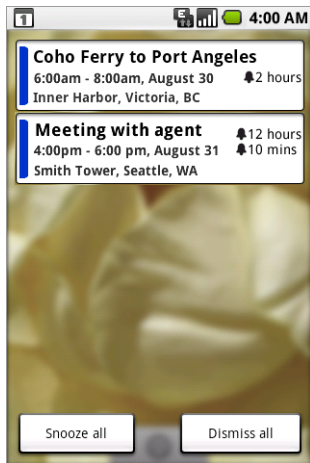 1
4:00 AM
Coho Ferry to Port Angeles
6:00am - 8:00am, August 30
2 hours
Inner Harbor, Victoria, BC
Meeting with agent
12 hours
4:00pm - 6:00 pm, August 31
10 mins
Smith Tower, Seattle, WA
Snooze all
Dismiss all